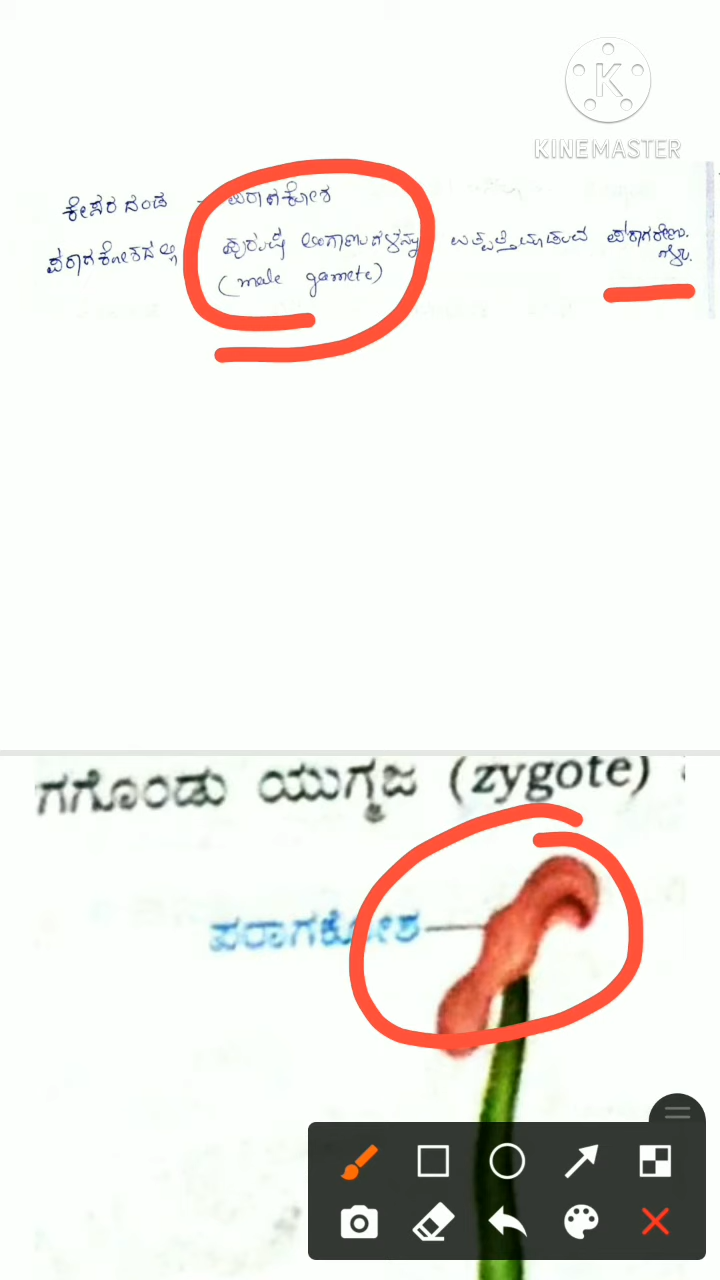 KINEMASTER
ಕೇಸರ ದಂಡ - ಪರಾಗಕೋಶ
ಪರಾಗಕೋಶದಲ್ಲಿ ಪುರುಷ ಲಿಂಗಾಣುಗಳನ್ನು ಉತ್ಪತ್ತಿಮಾಡುವ ಪರಾಗರೇಣು
ಗಳು.
(male gamete)
ಗಗೊಂಡು ಯುಗ್ಮಜ (zygote)
ಪರಾಗಕೋಶ